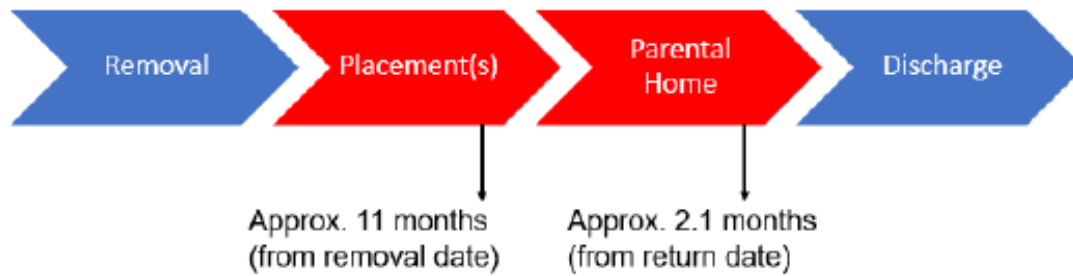 Removal
Placement(s)
Parental
Home
Discharge
Approx. 11 months
(from removal date)
Approx. 2.1 months
(from return date)